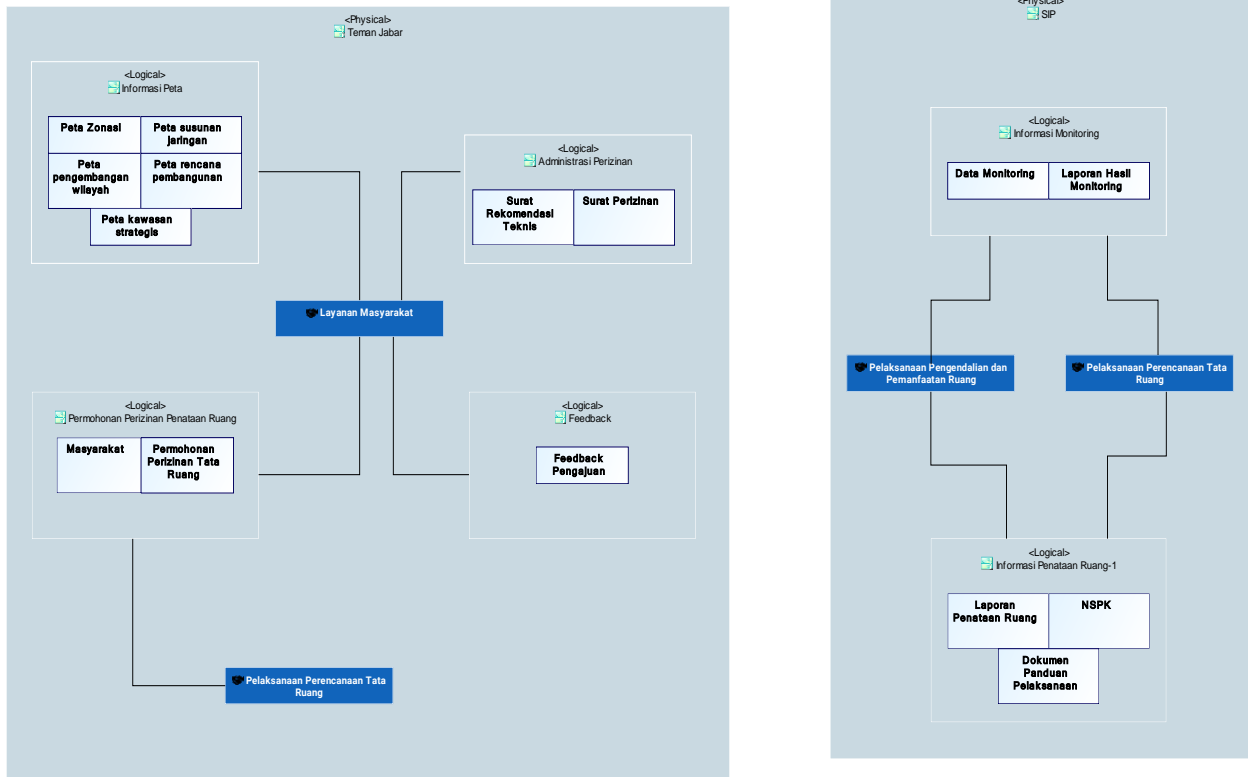 <Physical>
Teman Jabar
<Logical>
Informasi Peta
Peta Zonasi
Peta susunan
jaringan
Peta
pengembangan
wilayah
Peta rencana
pembangunan
Peta kawasan
strategis
<Logical>
Administrasi Perizinan
Surat
Rekomendasi
Teknis
Surat Perizinan
Layanan Masyarakat
<Logical>
Permohonan Perizinan Penataan Ruang
Masyarakat
Permohonan
Perizinan Tata
Ruang
<Logical>
Feedback
Feedback
Pengajuan
Pelaksanaan Perencanaan Tata
Ruang
<Physical>
SIP
<Logical>
Informasi Monitoring
Data Monitoring
Laporan Hasil
Monitoring
Pelaksanaan Pengendalian dan
Pemanfaatan Ruang
Pelaksanaan Perencanaan Tata
Ruang
<Logical>
Informasi Penataan Ruang-1
Laporan
Penataan Ruang
NSPK
Dokumen
Panduan
Pelaksanaan